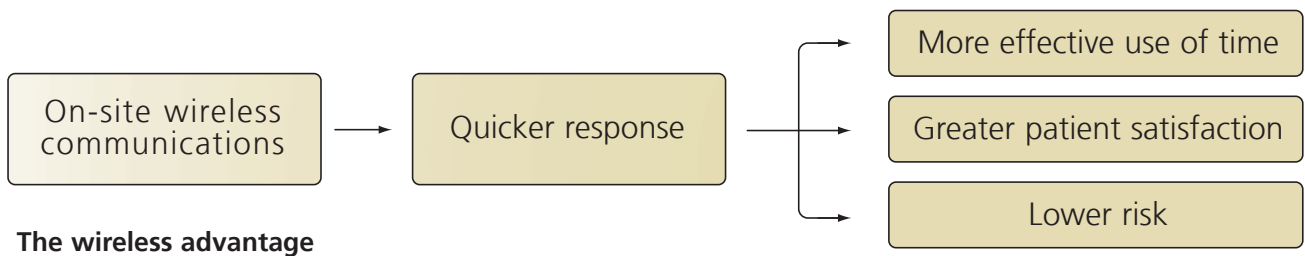 On-site wireless
communications
Quicker response
More effective use of time
Greater patient satisfaction
Lower risk
The wireless advantage